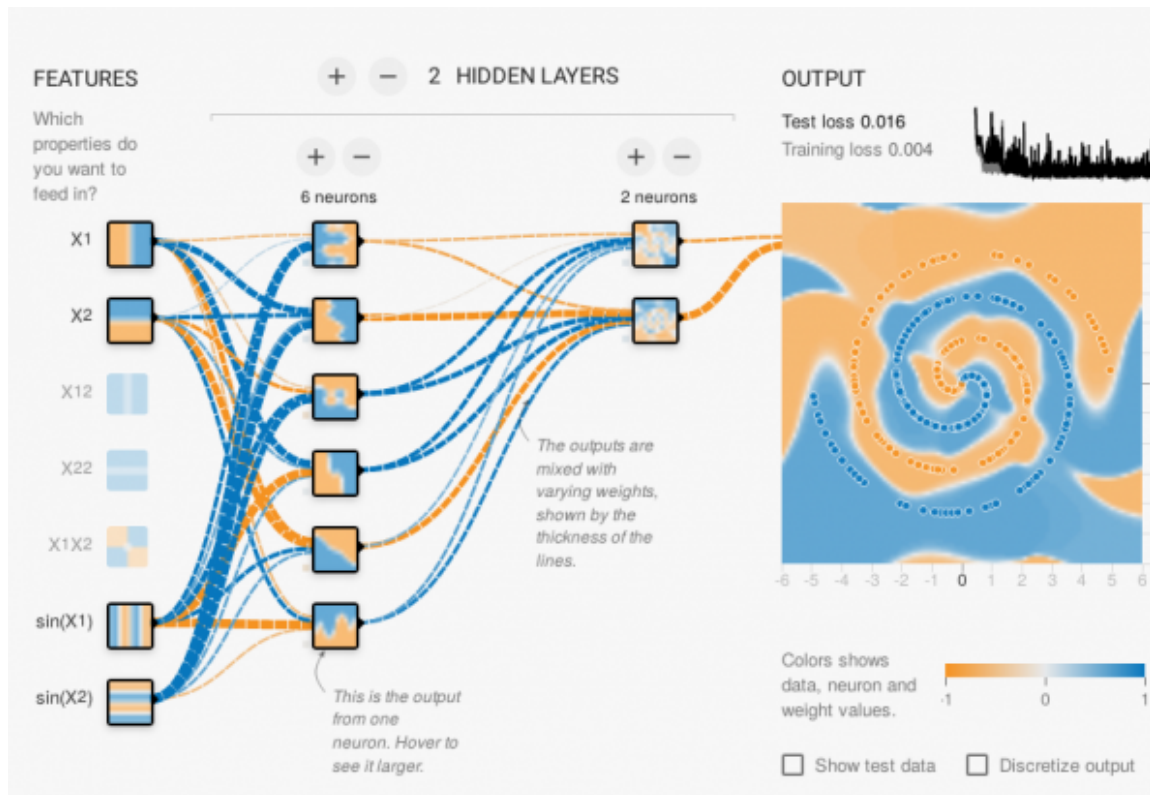 FEATURES
Which
properties do
you want to
feed in?
+ − 2 HIDDEN LAYERS
+ −
6 neurons
+ −
2 neurons
X1
X2
X12
X22
X1X2
sin(X1)
sin(X2)
The outputs are
mixed with
varying weights,
shown by the
thickness of the
lines.
This is the output
from one
neuron. Hover to
see it larger.
OUTPUT
Test loss 0.016
Training loss 0.004
-6 -5 -4 -3 -2 -1 0 1 2 3 4 5 6
Colors shows
data, neuron and
weight values.
-1 0 1
Show test data Discretize output